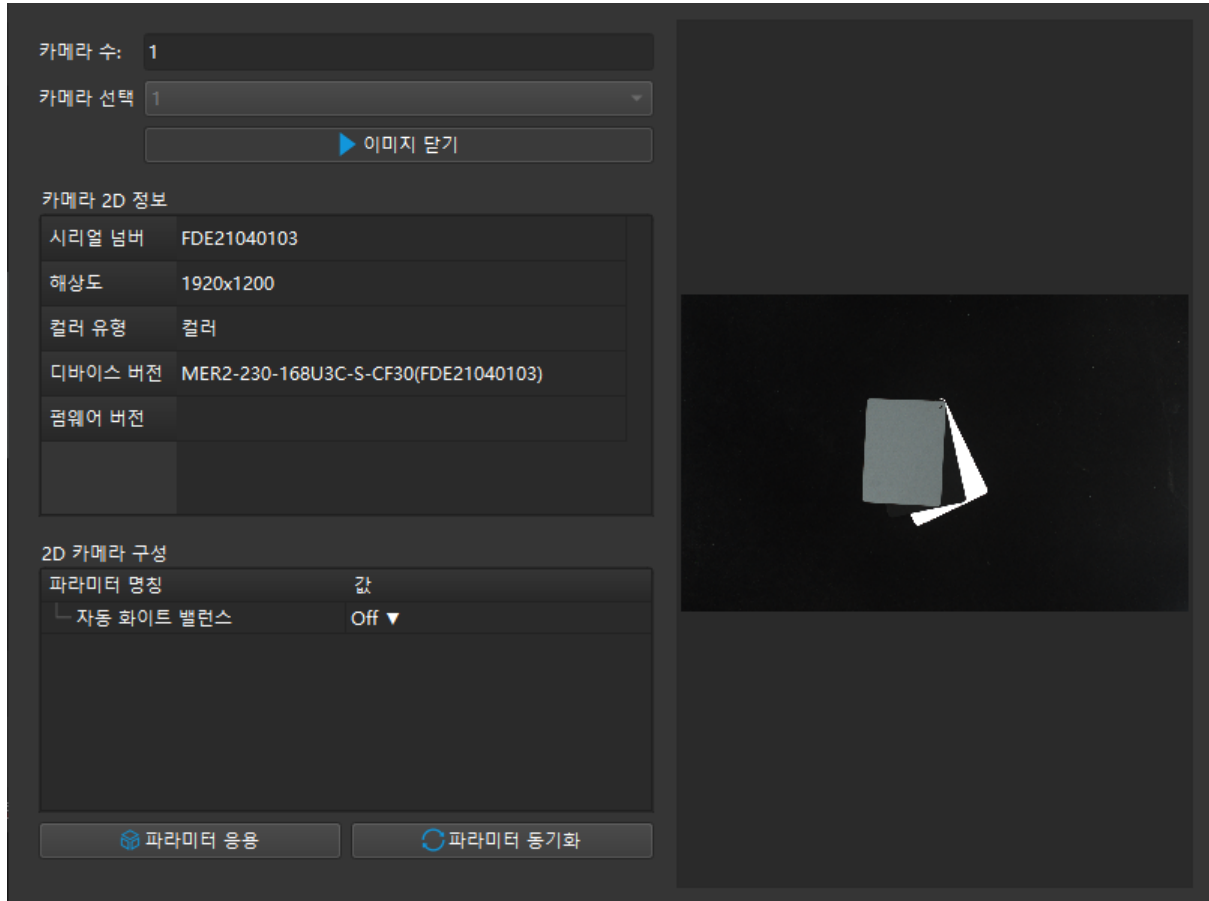 카메라 수: 1
카메라 선택 1
이미지 닫기
카메라 2D 정보
시리얼 넘버 FDE21040103
해상도 1920x1200
컬러 유형 컬러
디바이스 버전 MER2-230-168U3C-S-CF30(FDE21040103)
펌웨어 버전
2D 카메라 구성
파라미터 명칭 값
자동 화이트 밸런스 Off ▼
파라미터 응용 파라미터 동기화